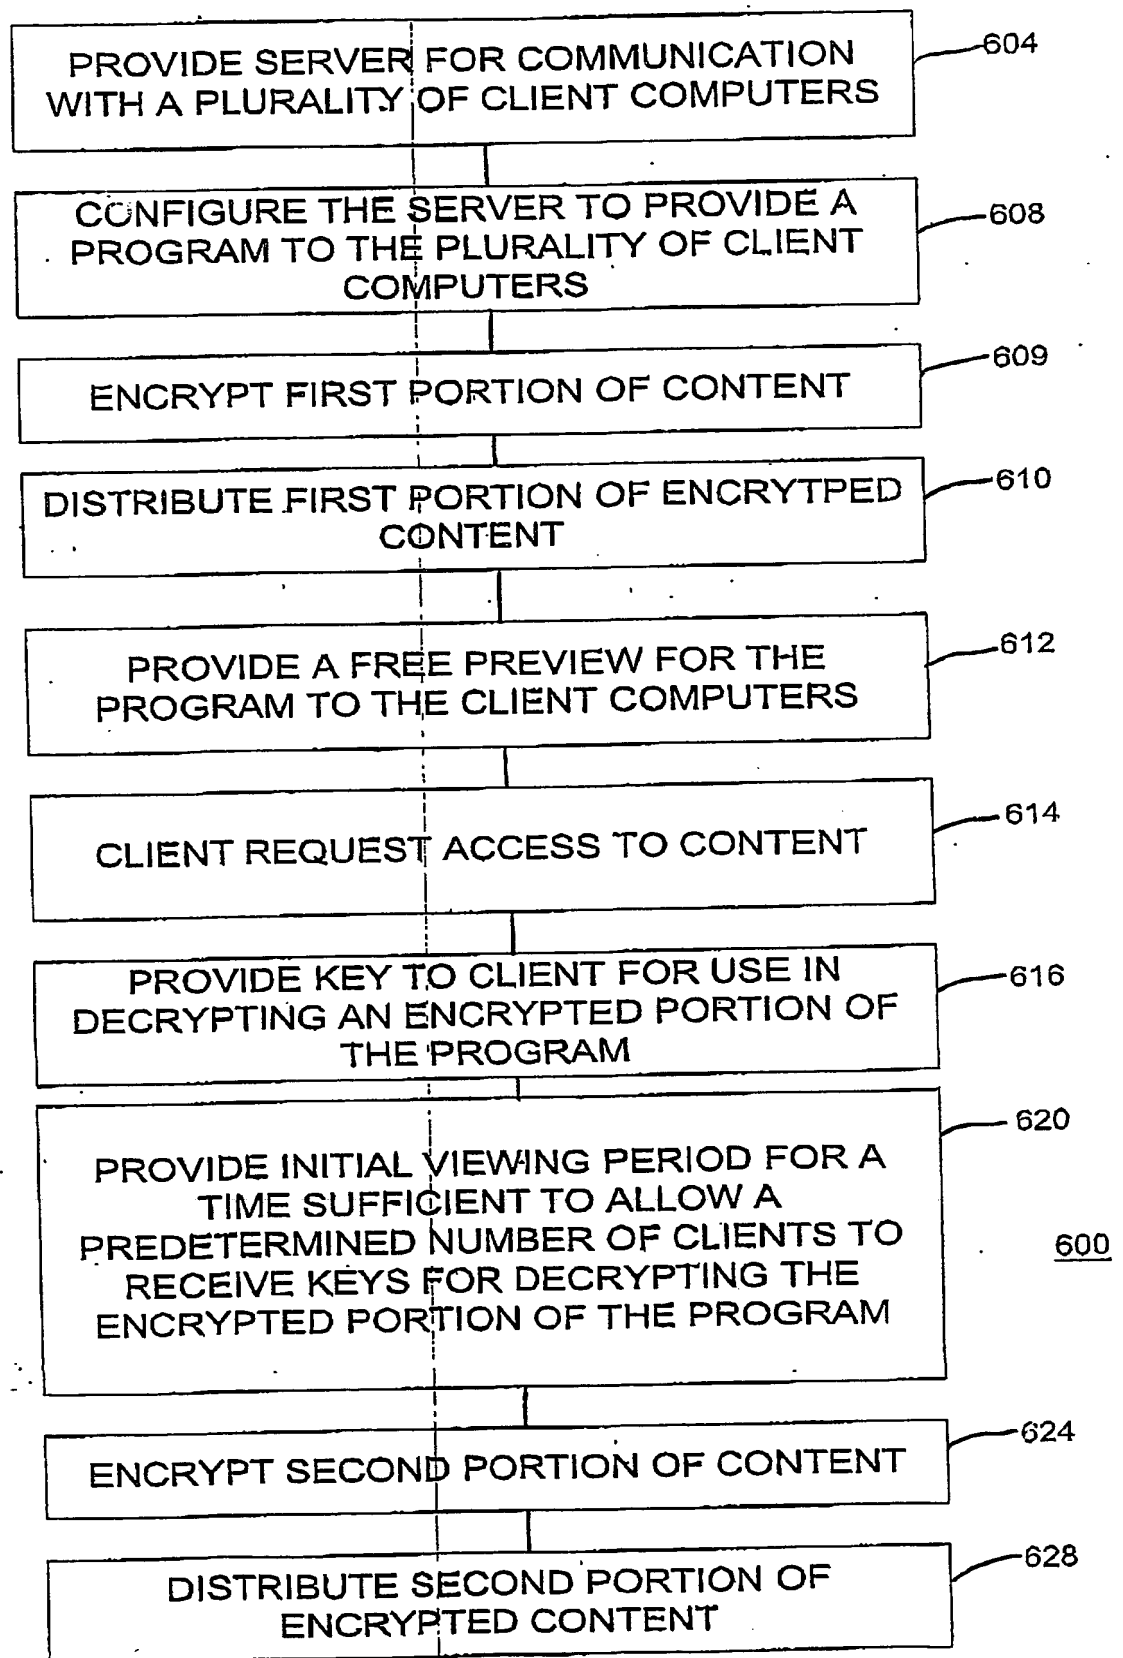 PROVIDE SERVER FOR COMMUNICATION
WITH A PLURALITY OF CLIENT COMPUTERS
604
CONFIGURE THE SERVER TO PROVIDE A
PROGRAM TO THE PLURALITY OF CLIENT
COMPUTERS
608
ENCRYPT FIRST PORTION OF CONTENT
609
DISTRIBUTE FIRST PORTION OF ENCRYTPED
CONTENT
610
PROVIDE A FREE PREVIEW FOR THE
PROGRAM TO THE CLIENT COMPUTERS
612
CLIENT REQUEST ACCESS TO CONTENT
614
PROVIDE KEY TO CLIENT FOR USE IN
DECRYPTING AN ENCRYPTED PORTION OF
THE PROGRAM
616
PROVIDE INITIAL VIEWING PERIOD FOR A
TIME SUFFICIENT TO ALLOW A
PREDETERMINED NUMBER OF CLIENTS TO
RECEIVE KEYS FOR DECRYPTING THE
ENCRYPTED PORTION OF THE PROGRAM
620
600
ENCRYPT SECOND PORTION OF CONTENT
624
DISTRIBUTE SECOND PORTION OF
ENCRYPTED CONTENT
628